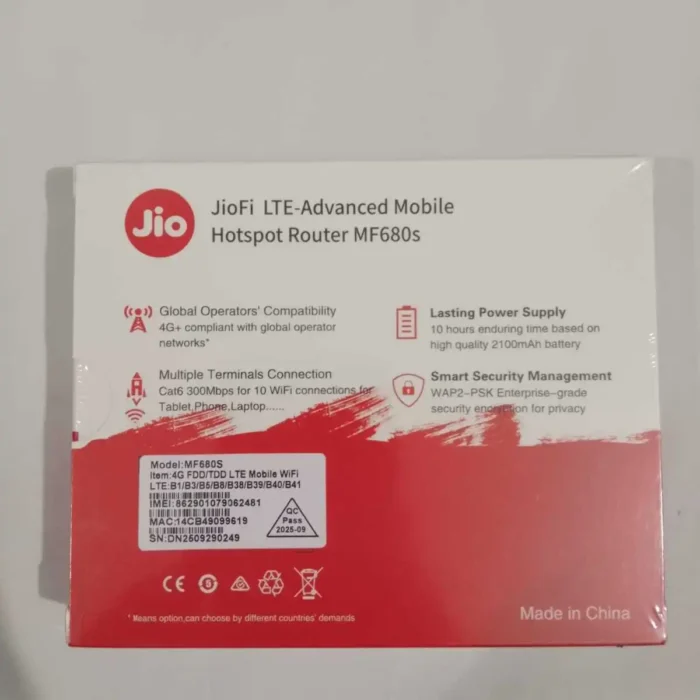 Jio
JioFi LTE-Advanced Mobile
Hotspot Router MF680s
Global Operators' Compatibility
4G+ compliant with global operator
networks*
Lasting Power Supply
10 hours enduring time based on
high quality 2100mAh battery
Multiple Terminals Connection
Cat6 300Mbps for 10 WiFi connections for
Tablet,Phone,Laptop......
Smart Security Management
WAP2-PSK Enterprise-grade
security encryption for privacy
Model:MF680S
Item:4G FDD/TDD LTE Mobile WiFi
LTE:B1/B3/B5/B8/B38/B39/B40/B41
IMEI:862901079062481
MAC:14CB49099619
SN:DN2509290249
QC
Pass
2025-09
CE
* Means option,can choose by different countries' demands
Made in China